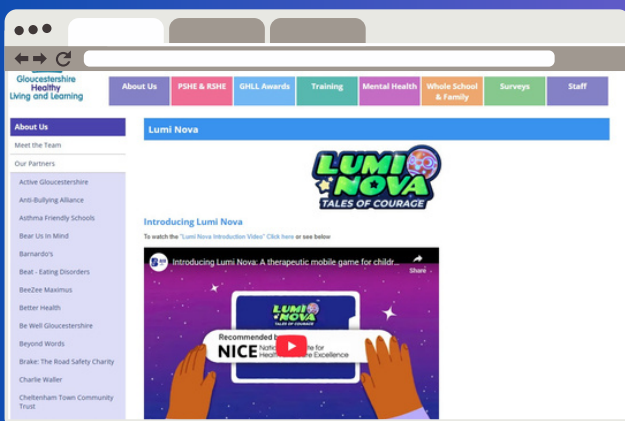 Gloucestershire
Healthy
Living and Learning
About Us
PSHE & RSHE
GHLL Awards
Training
Mental Health
Whole School
& Family
Surveys
Staff
About Us
Meet the Team
Our Partners
Active Gloucestershire
Anti-Bullying Alliance
Asthma Friendly Schools
Bear Us In Mind
Barnardo's
Beat - Eating Disorders
BeeZee Maximus
Better Health
Be Well Gloucestershire
Beyond Words
Brake: The Road Safety Charity
Charlie Waller
Cheltenham Town Community
Trust
Lumi Nova
LUMI
NOVA
TALES OF COURAGE
Introducing Lumi Nova
To watch the "Lumi Nova Introduction Video" Click here or see below
Introducing Lumi Nova: A therapeutic mobile game for childr...
Share
LUMI
NOVA
TALES OF COURAGE
Recommended
NICE
for
Excellence